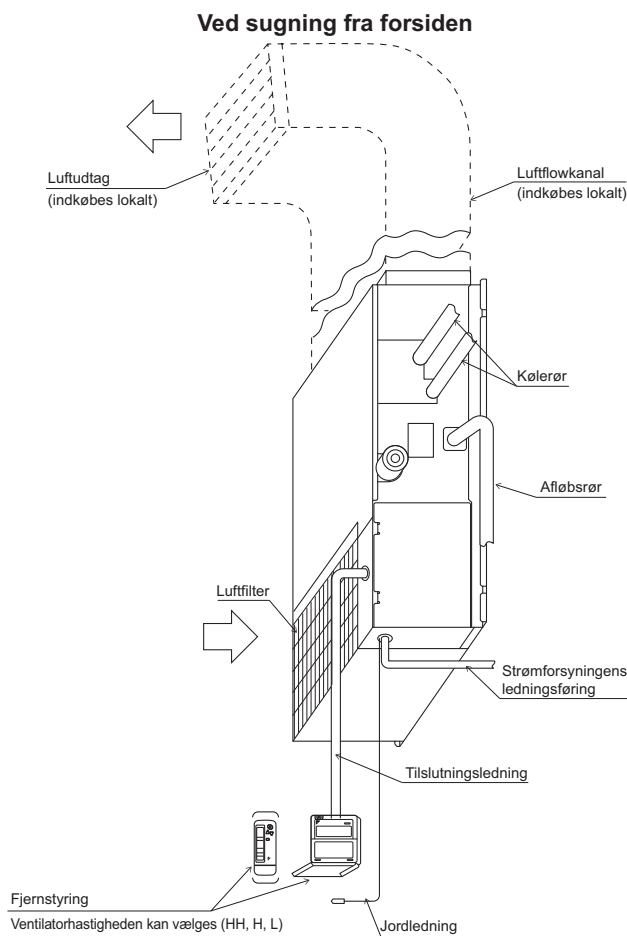 Ved sugning fra forsiden
Luftudtag
(indkøbes lokalt)
Luftflowkanal
(indkøbes lokalt)
Kølerør
Afløbsrør
Luftfilter
Strømforsyningens
ledningsføring
Tilslutningsledning
Fjernstyring
Ventilatorhastigheden kan vælges (HH, H, L)
Jordledning